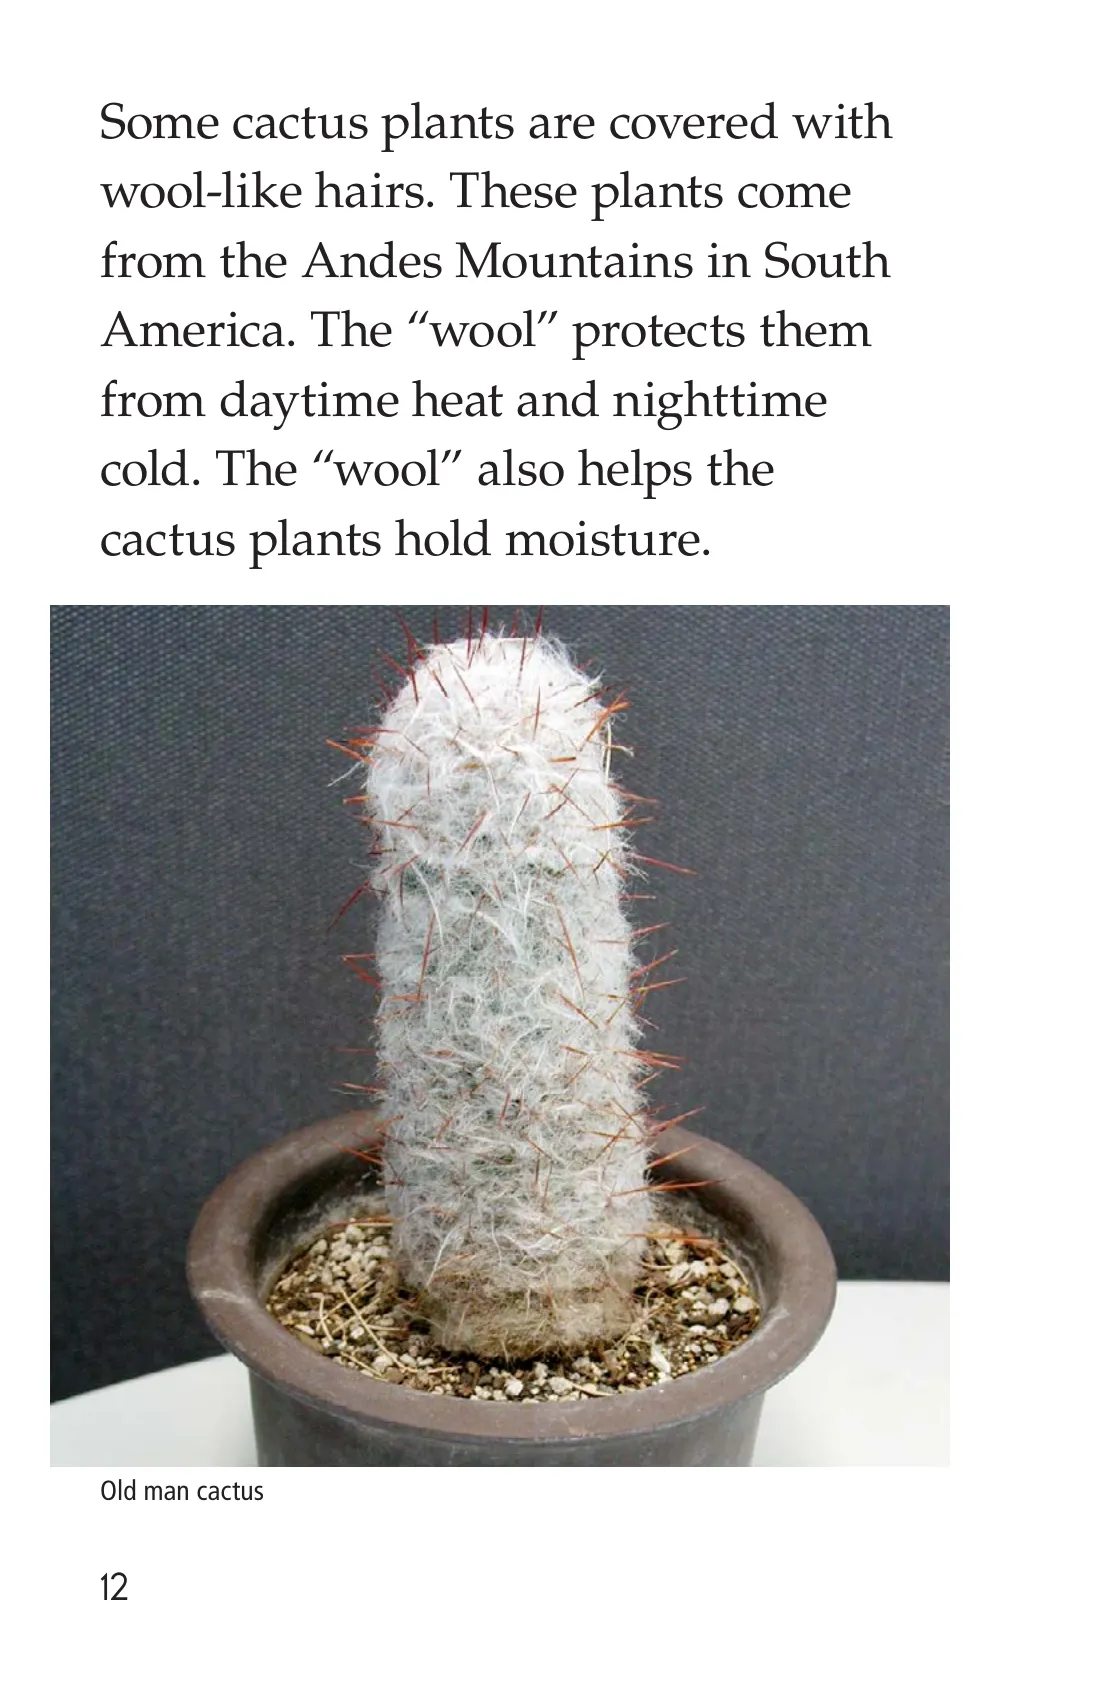 Some cactus plants are covered with
wool-like hairs. These plants come
from the Andes Mountains in South
America. The “wool” protects them
from daytime heat and nighttime
cold. The “wool” also helps the
cactus plants hold moisture.
Old man cactus
12